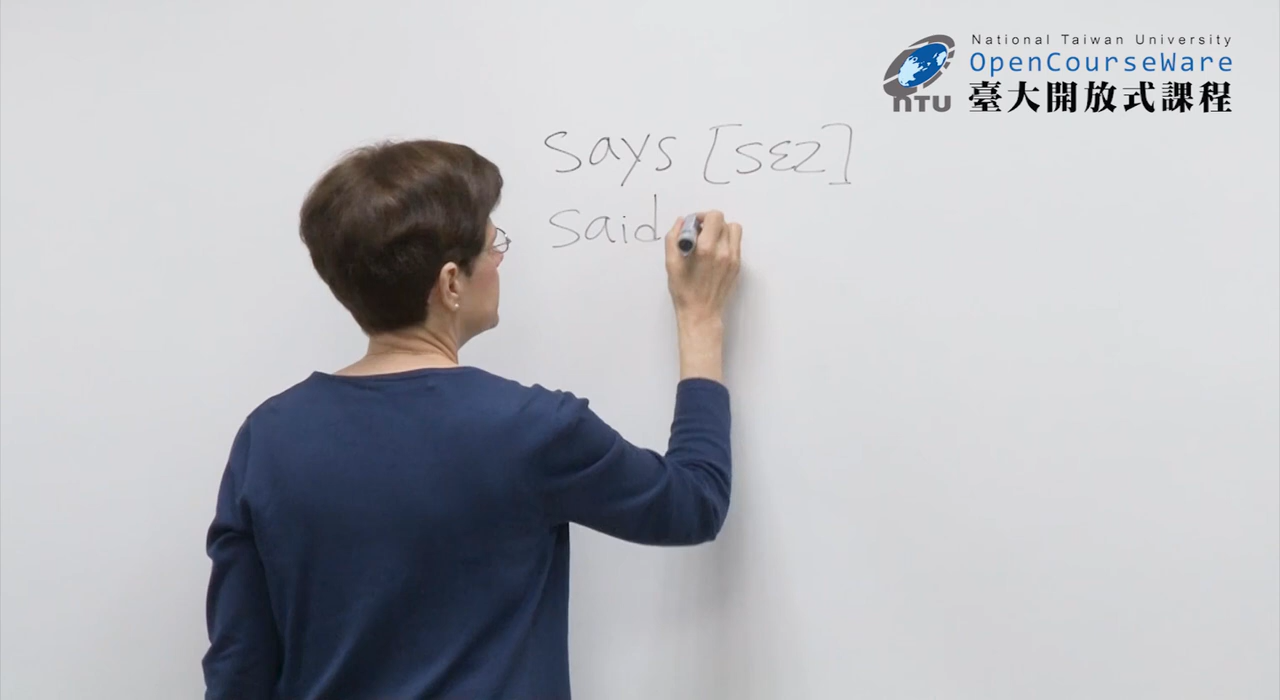 National Taiwan University
OpenCourseWare
NTU 臺大開放式課程
says [sɛz]
said